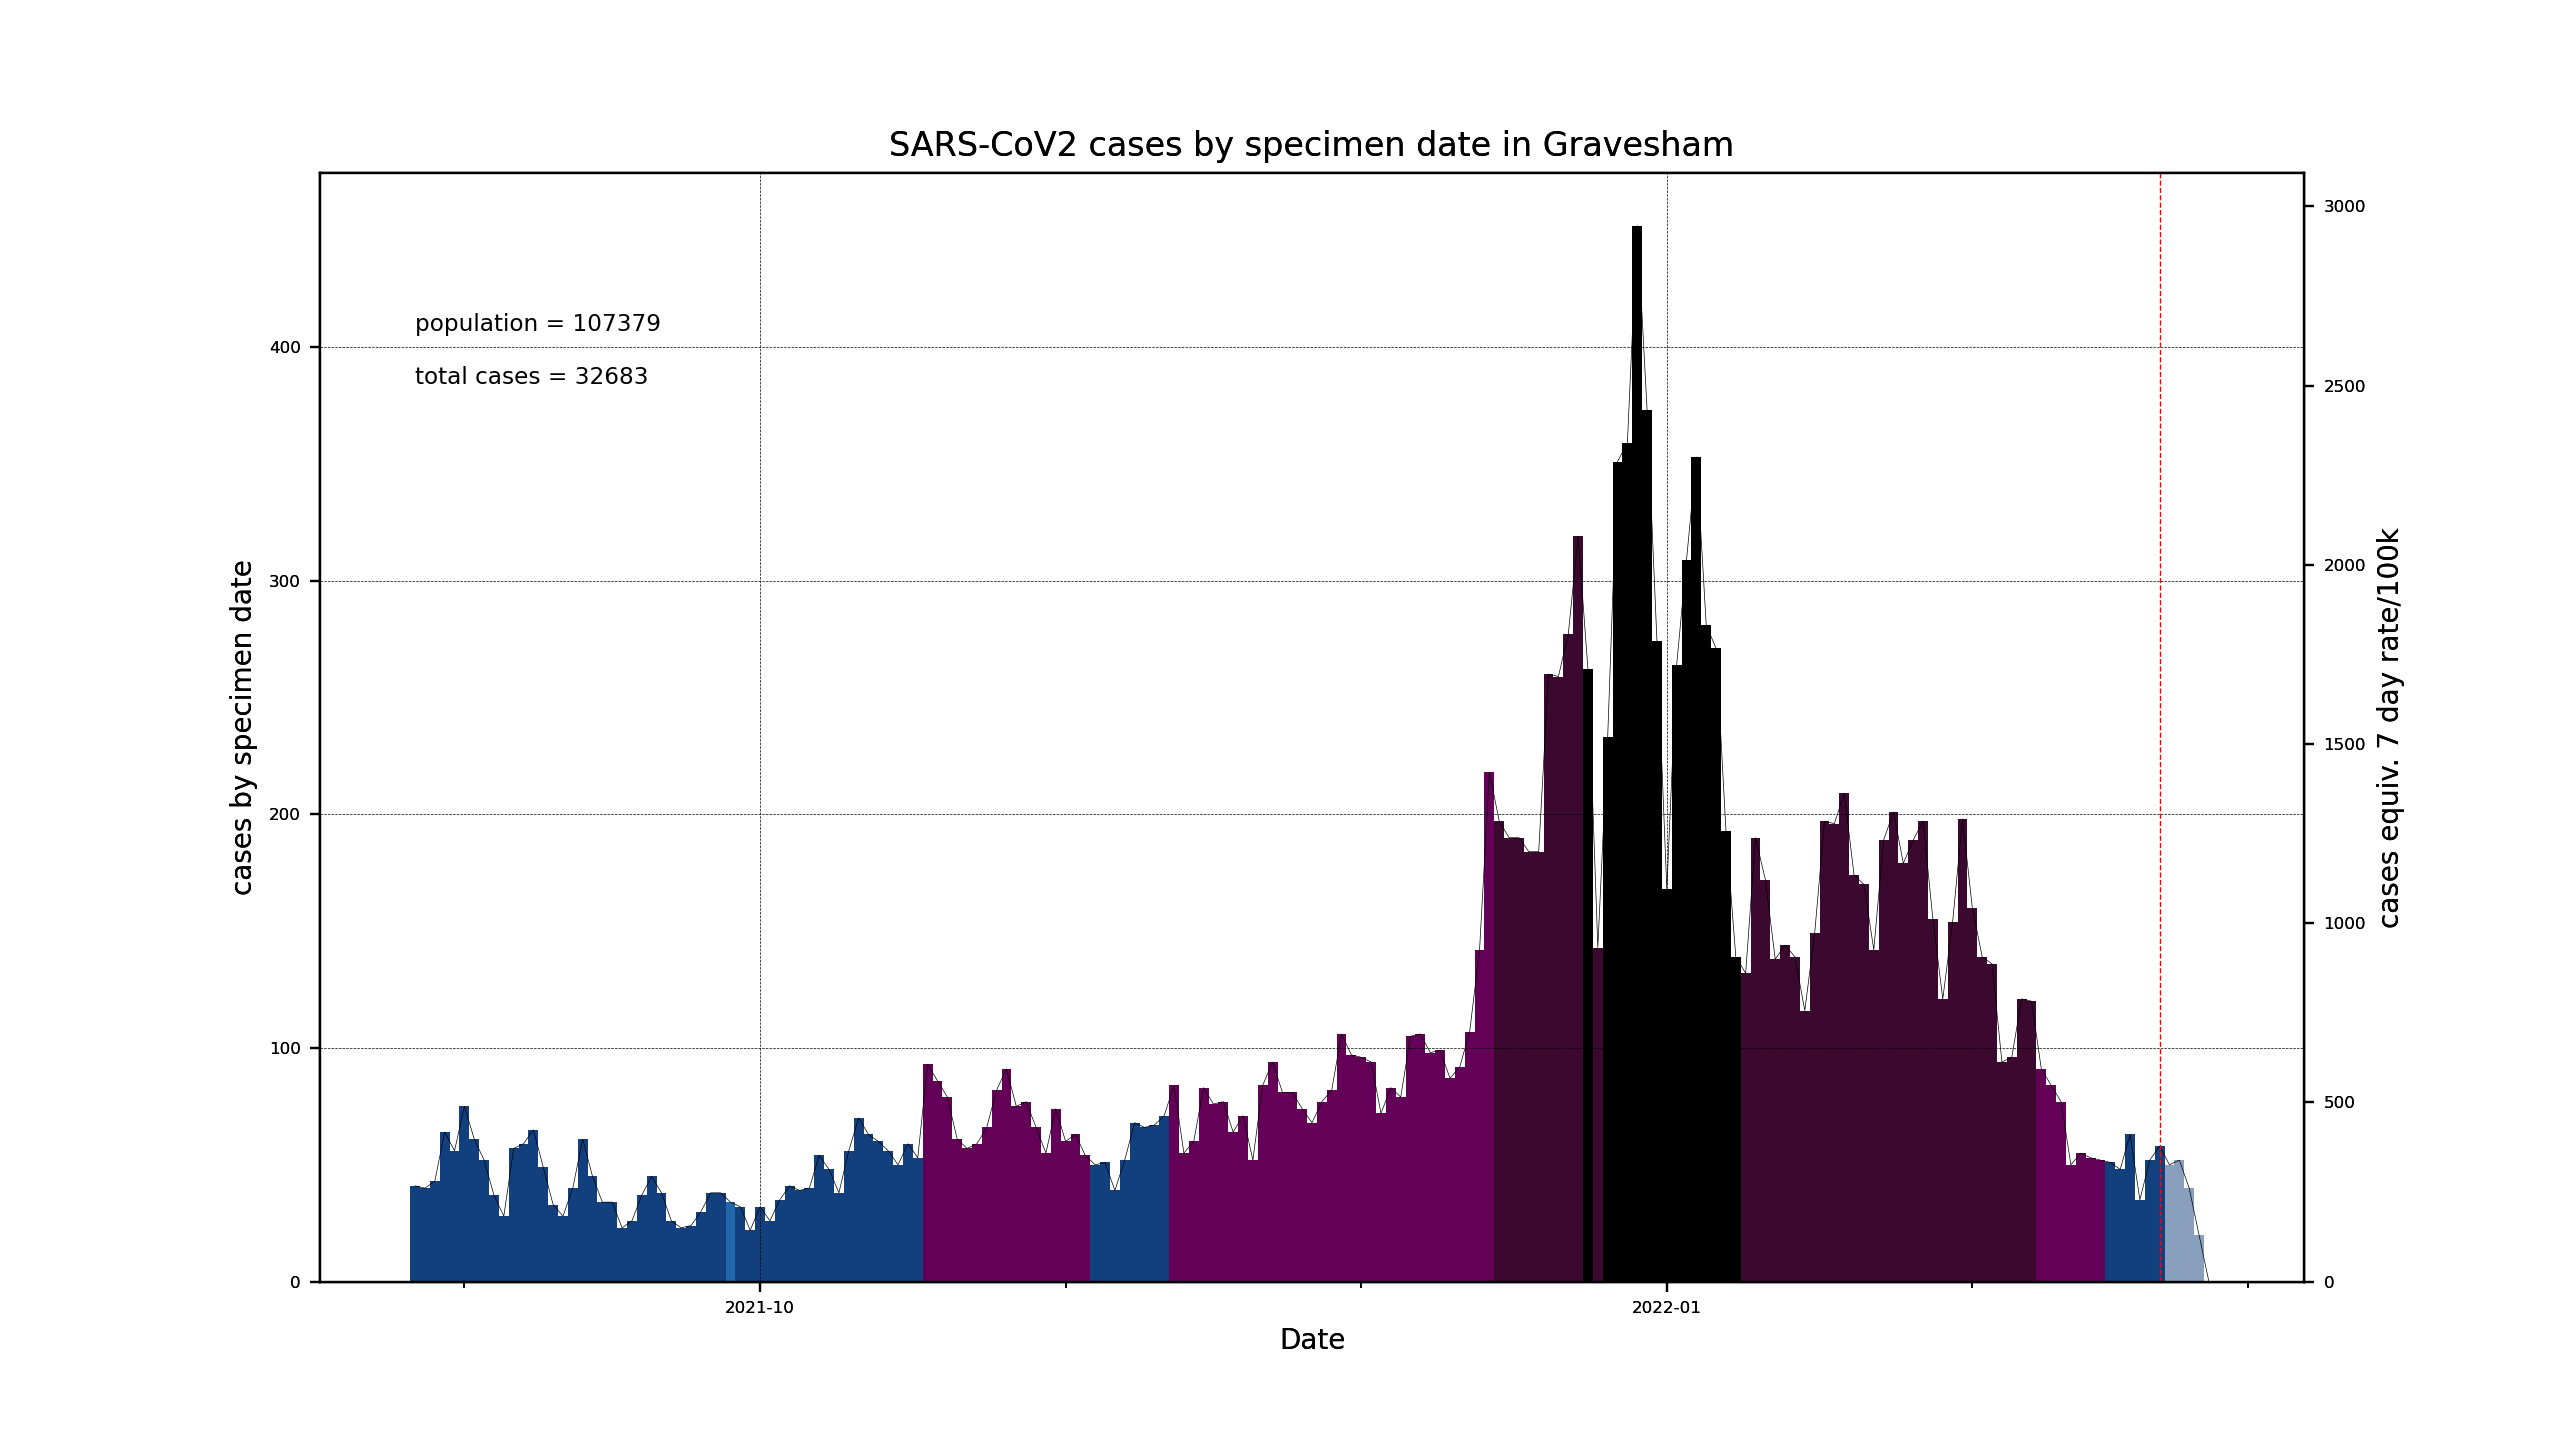 SARS-CoV2 cases by specimen date in Gravesham
population = 107379
total cases = 32683
cases by specimen date
400
300
200
100
0
3000
2500
2000
1500
1000
500
0
cases equiv. 7 day rate/100k
2021-10
2022-01
Date